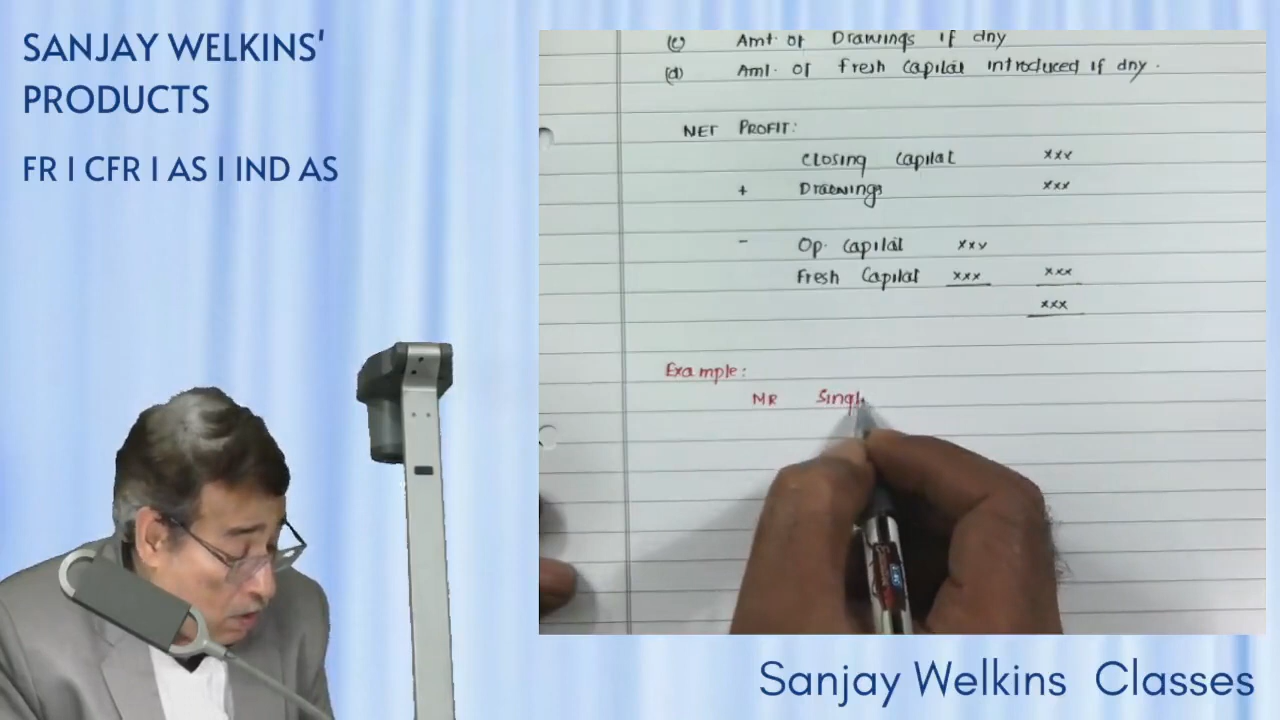 SANJAY WELKINS'
PRODUCTS
FR I CFR I AS I IND AS
(c) Amt. of Drawings if any
(d) Amt. of Fresh Capital introduced if any.
NET PROFIT:
Closing Capital xxx
+ Drawings xxx
- Op. Capital xxx
Fresh Capital xxx xxx
xxx
Example:
MR Singh
Sanjay Welkins Classes